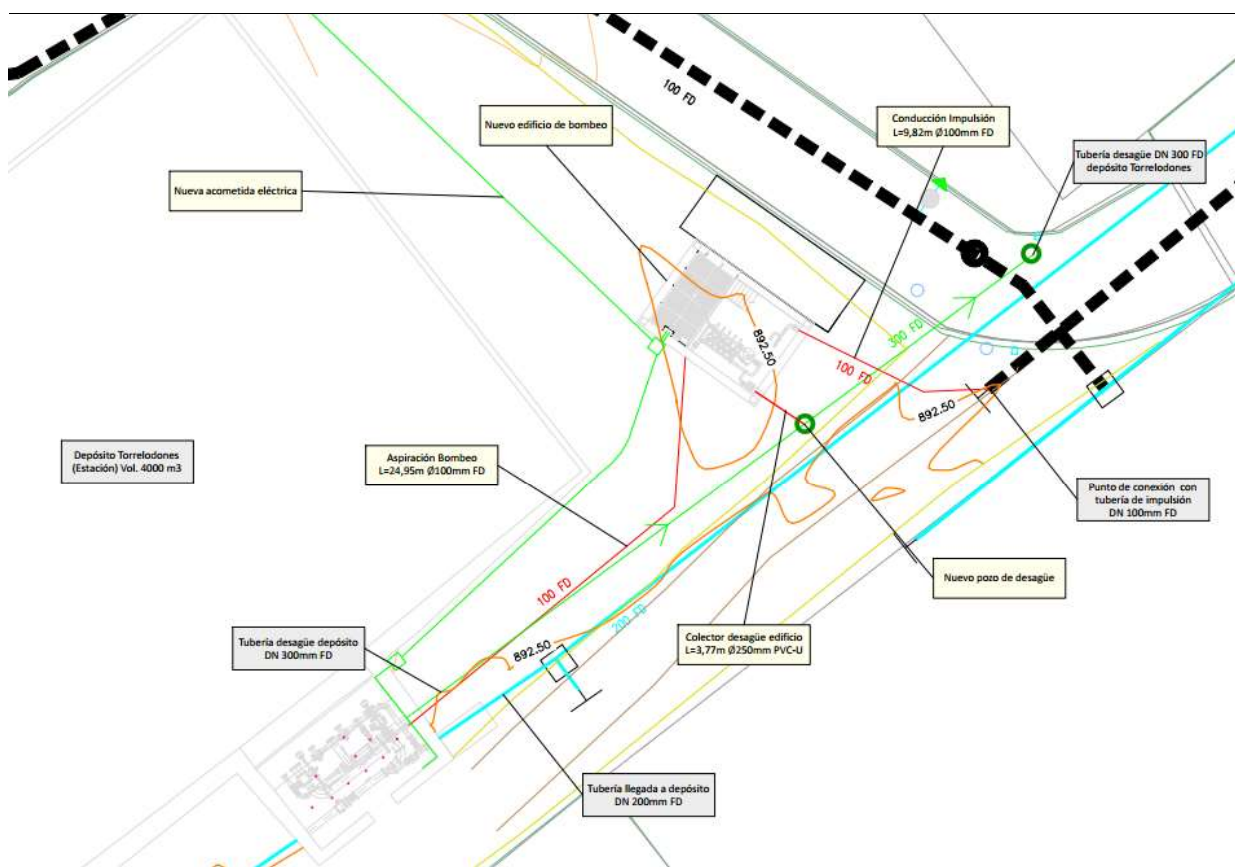 100 FD
Nuevo edificio de bombeo
Conducción Impulsión
L=9,82m Ø100mm FD
Tubería desagüe DN 300 FD
depósito Torrelodones
Nueva acometida eléctrica
300 FD
892.50
100 FD
892.50
Depósito Torrelodones
(Estación) Vol. 4000 m3
Aspiración Bombeo
L=24,95m Ø100mm FD
Punto de conexión con
tubería de impulsión
DN 100mm FD
100 FD
Nuevo pozo de desagüe
200 FD
Tubería desagüe depósito
DN 300mm FD
892.50
Colector desagüe edificio
L=3,77m Ø250mm PVC-U
Tubería llegada a depósito
DN 200mm FD